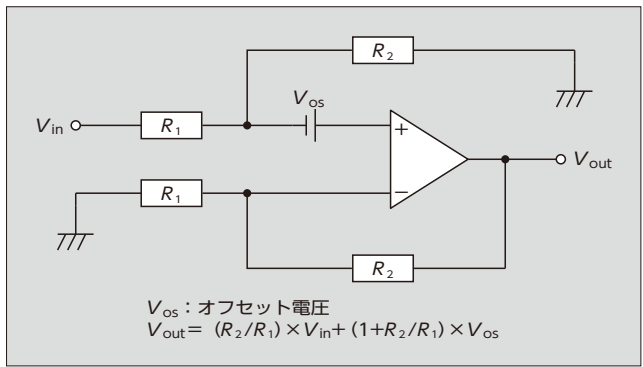 R2
Vos
Vin
R1
+
Vout
R1
−
R2
Vos：オフセット電圧
Vout＝ (R2/R1)×Vin+(1+R2/R1)×Vos